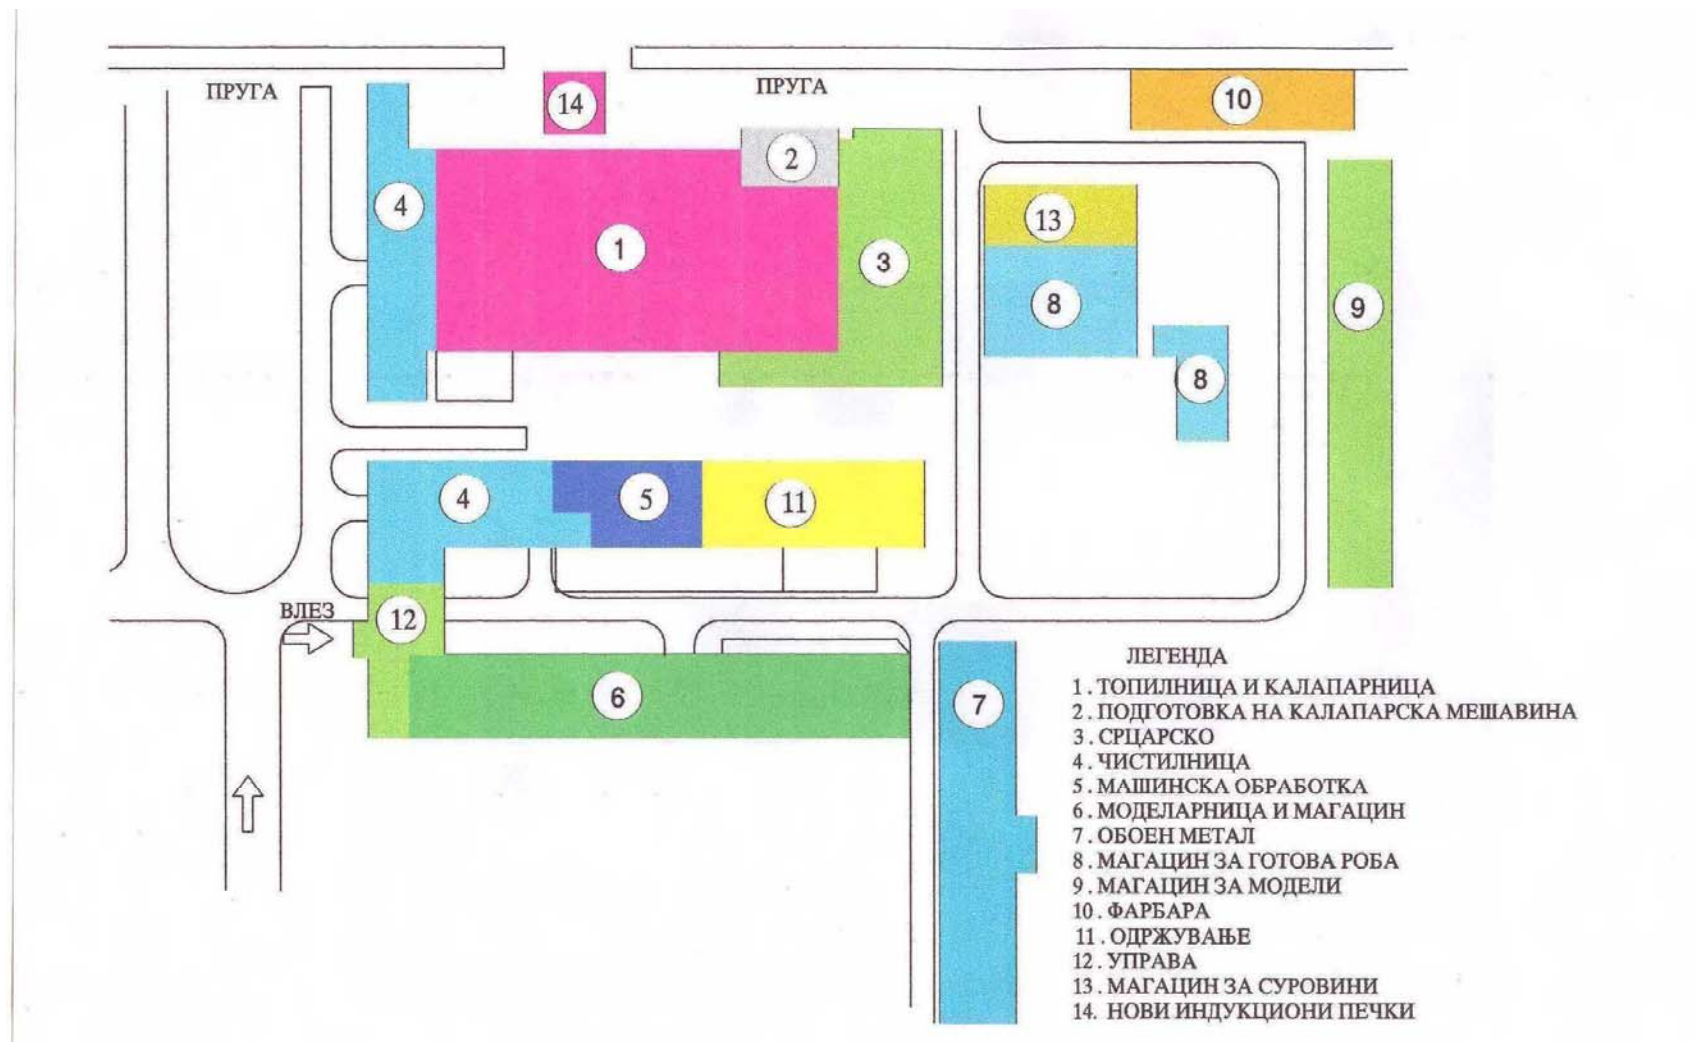 ПРУГА
ПРУГА
14
10
2
4
1
13
3
8
9
8
4
5
11
ВЛЕЗ
12
6
7
ЛЕГЕНДА
1. ТОПИЛНИЦА И КАЛАПАРНИЦА
2. ПОДГОТОВКА НА КАЛАПАРСКА МЕШАВИНА
3. СРЦАРСКО
4. ЧИСТИЛНИЦА
5. МАШИНСКА ОБРАБОТКА
6. МОДЕЛАРНИЦА И МАГАЦИН
7. ОБОЕН МЕТАЛ
8. МАГАЦИН ЗА ГОТОВА РОБА
9. МАГАЦИН ЗА МОДЕЛИ
10. ФАРБАРА
11. ОДРЖУВАЊЕ
12. УПРАВА
13. МАГАЦИН ЗА СУРОВИНИ
14. НОВИ ИНДУКЦИОНИ ПЕЧКИ